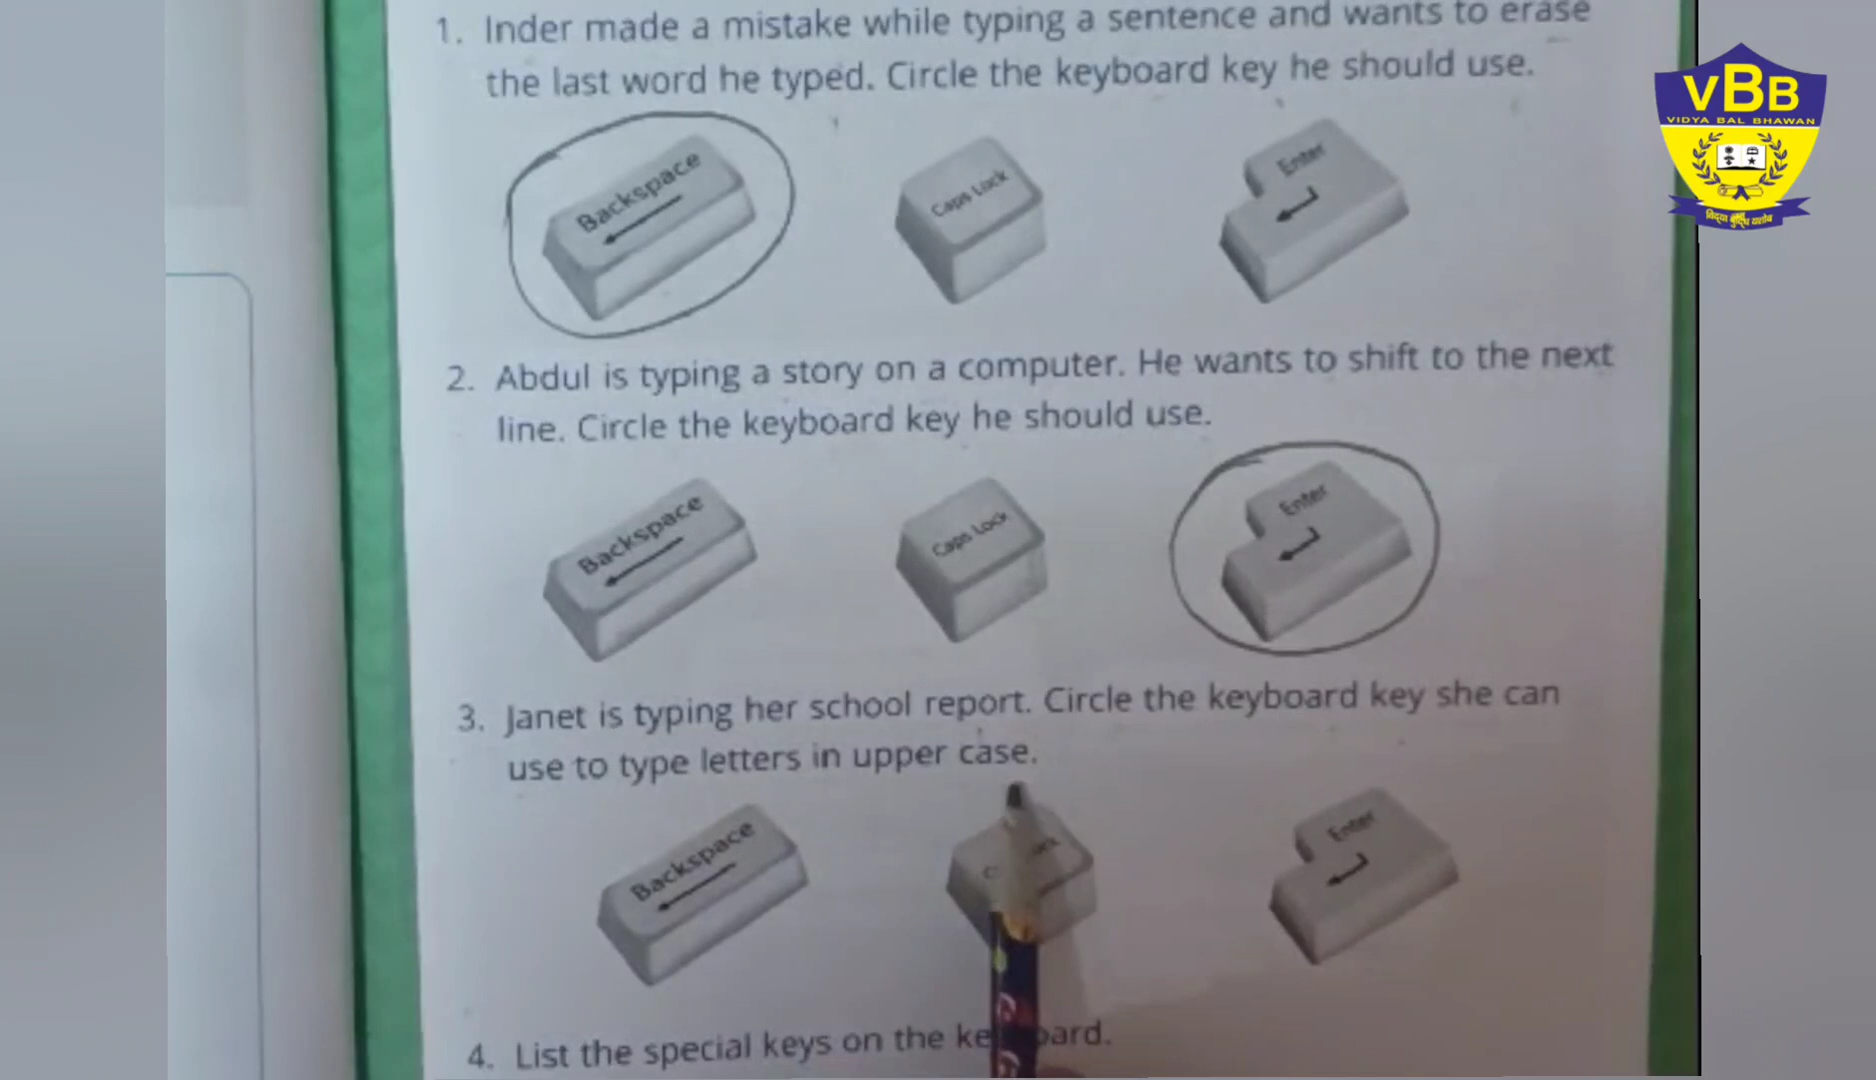 1. Inder made a mistake while typing a sentence and wants to erase
the last word he typed. Circle the keyboard key he should use.
VBB
VIDYA BAL BHAWAN
Backspace
Caps Lock
Enter
2. Abdul is typing a story on a computer. He wants to shift to the next
line. Circle the keyboard key he should use.
Backspace
Caps Lock
Enter
3. Janet is typing her school report. Circle the keyboard key she can
use to type letters in upper case.
Backspace
Enter
4. List the special keys on the